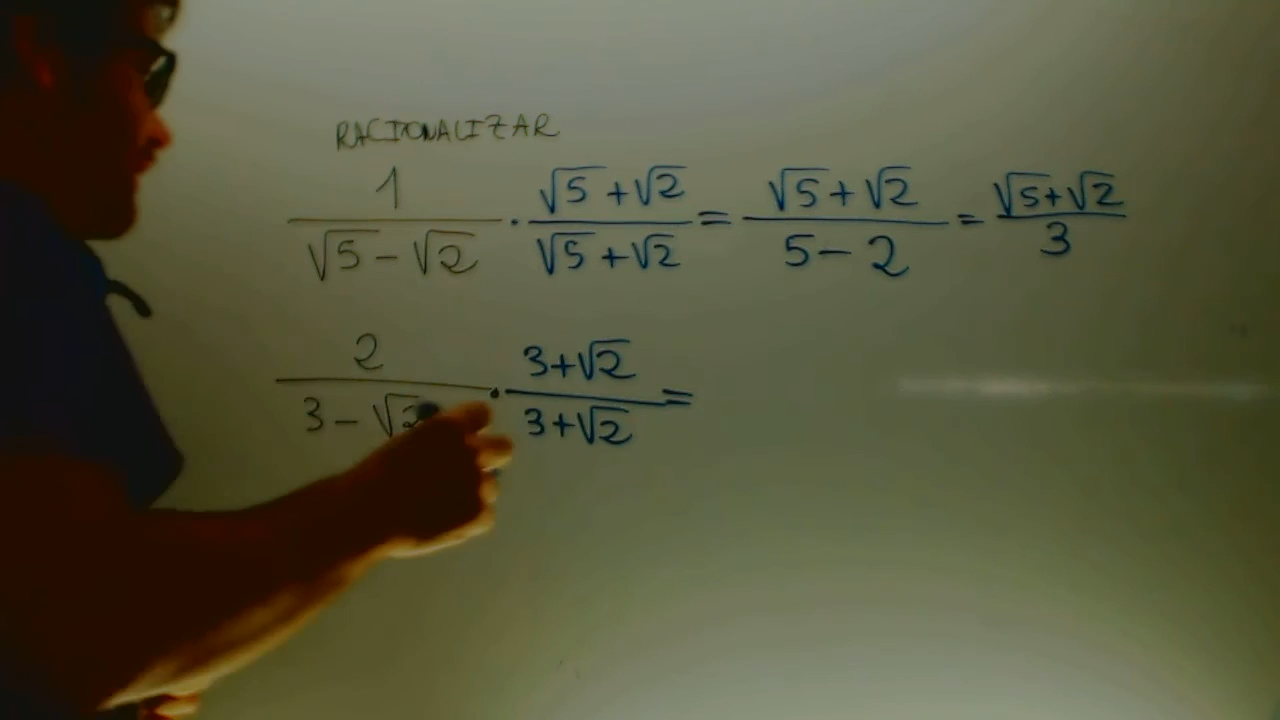 RACIONALIZAR
1/(√5-√2) · (√5+√2)/(√5+√2) = (√5+√2)/(5-2) = (√5+√2)/3
2/(3-√2) · (3+√2)/(3+√2) =